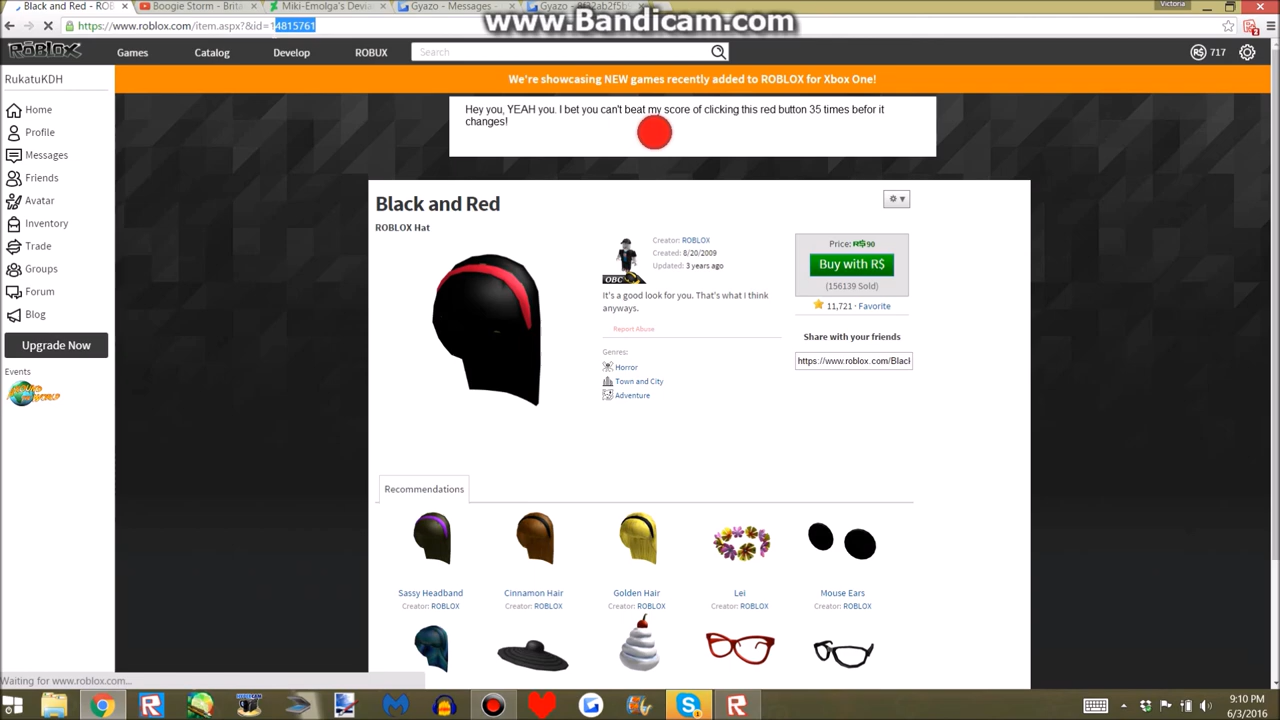 Black and Red - ROB
Boogie Storm - Brita
Miki-Emolga's Devia
Gyazo - Messages -
www.Bandicam.com
Victoria
https://www.roblox.com/item.aspx?&id=14815761
ROBLOX
Games
Catalog
Develop
ROBUX
Search
R$ 717
RukatuKDH
We're showcasing NEW games recently added to ROBLOX for Xbox One!
Hey you, YEAH you. I bet you can't beat my score of clicking this red button 35 times befor it
changes!
Home
Profile
Messages
Friends
Avatar
Inventory
Trade
Groups
Forum
Blog
Upgrade Now
Events
Black and Red
ROBLOX Hat
Creator: ROBLOX
Created: 8/20/2009
Updated: 3 years ago
OBC
It's a good look for you. That's what I think
anyways.
Report Abuse
Genres:
Horror
Town and City
Adventure
Price: R$ 90
Buy with R$
(156139 Sold)
11,721 · Favorite
Share with your friends
https://www.roblox.com/Black
Recommendations
Sassy Headband
Creator: ROBLOX
Cinnamon Hair
Creator: ROBLOX
Golden Hair
Creator: ROBLOX
Lei
Creator: ROBLOX
Mouse Ears
Creator: ROBLOX
Waiting for www.roblox.com...
9:10 PM
6/3/2016